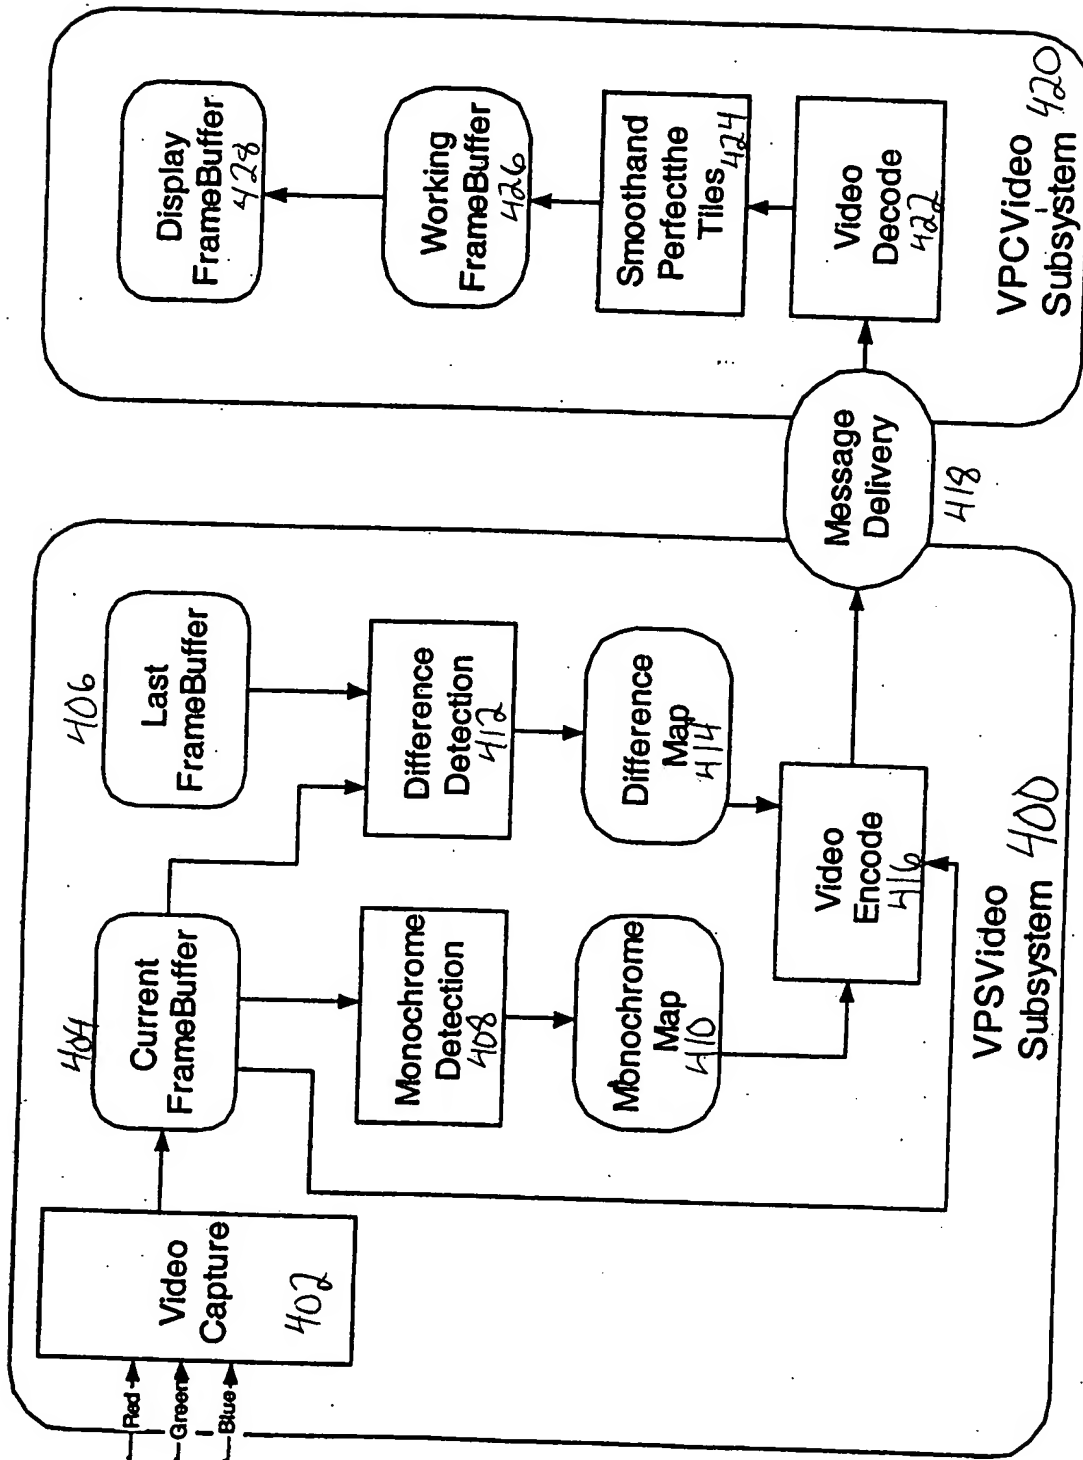 Red
Green
Blue
Video
Capture
402
404
Current
FrameBuffer
406
Last
FrameBuffer
Monochrome
Detection
408
Difference
Detection
412
Monochrome
Map
410
Difference
Map
414
Video
Encode
416
VPSVideo
Subsystem 400
Message
Delivery
418
Display
FrameBuffer
428
Working
FrameBuffer
426
Smoothand
Perfectthe
Tiles 424
Video
Decode
422
VPCVideo
Subsystem 420